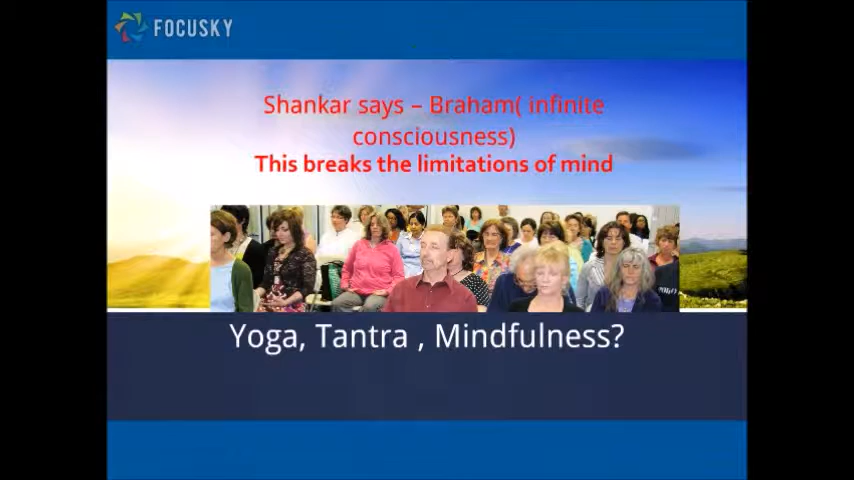 FOCUSKY
Shankar says – Braham( infinite
consciousness)
This breaks the limitations of mind
Yoga, Tantra , Mindfulness?